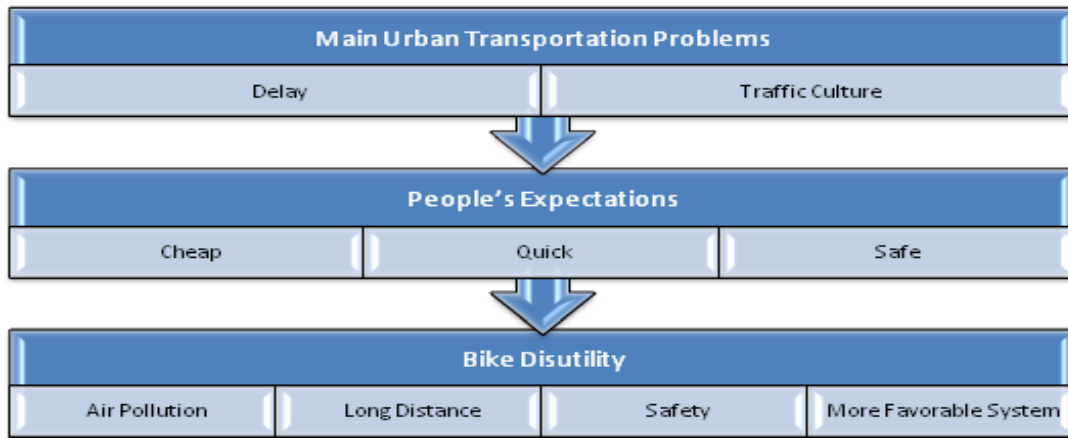 Main Urban Transportation Problems
Delay
Traffic Culture
People's Expectations
Cheap
Quick
Safe
Bike Disutility
Air Pollution
Long Distance
Safety
More Favorable System